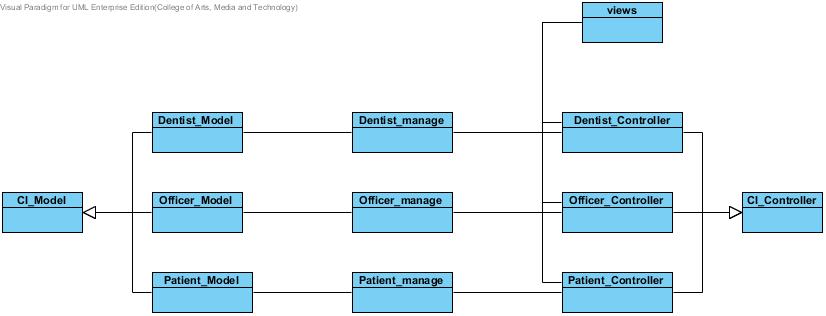 Visual Paradigm for UML Enterprise Edition(College of Arts, Media and Technology)
views
Dentist_Model
Dentist_manage
Dentist_Controller
CI_Model
Officer_Model
Officer_manage
Officer_Controller
CI_Controller
Patient_Model
Patient_manage
Patient_Controller